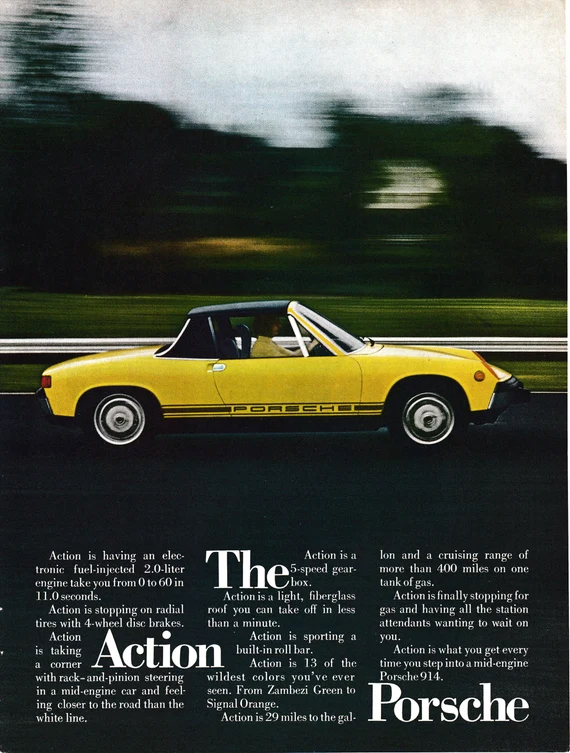 PORSCHE
Action is having an elec-
tronic fuel-injected 2.0-liter
engine take you from 0 to 60 in
11.0 seconds.
Action is stopping on radial
tires with 4-wheel disc brakes.
Action
is taking
a corner
with rack-and-pinion steering
in a mid-engine car and feel-
ing closer to the road than the
white line.
The Action Porsche
Action is a
5-speed gear-
box.
Action is a light, fiberglass
roof you can take off in less
than a minute.
Action is sporting a
built-in roll bar.
Action is 13 of the
wildest colors you've ever
seen. From Zambezi Green to
Signal Orange.
Action is 29 miles to the gal-
lon and a cruising range of
more than 400 miles on one
tank of gas.
Action is finally stopping for
gas and having all the station
attendants wanting to wait on
you.
Action is what you get every
time you step into a mid-engine
Porsche 914.